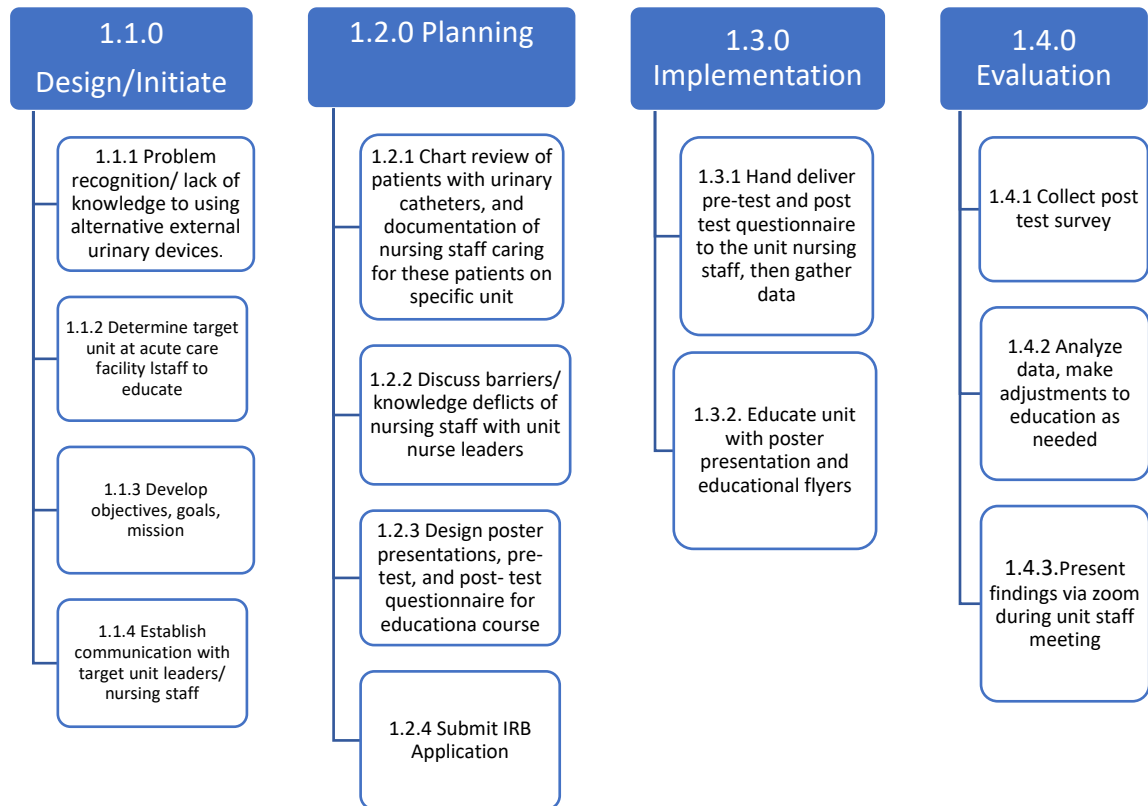 1.1.0
Design/Initiate
1.1.1 Problem
recognition/ lack of
knowledge to using
alternative external
urinary devices.
1.1.2 Determine target
unit at acute care
facility lstaff to
educate
1.1.3 Develop
objectives, goals,
mission
1.1.4 Establish
communication with
target unit leaders/
nursing staff
1.2.0 Planning
1.2.1 Chart review of
patients with urinary
catheters, and
documentation of
nursing staff caring
for these patients on
specific unit
1.2.2 Discuss barriers/
knowledge deflicts of
nursing staff with unit
nurse leaders
1.2.3 Design poster
presentations, pre-
test, and post- test
questionnaire for
educationa course
1.2.4 Submit IRB
Application
1.3.0
Implementation
1.3.1 Hand deliver
pre-test and post
test questionnaire
to the unit nursing
staff, then gather
data
1.3.2. Educate unit
with poster
presentation and
educational flyers
1.4.0
Evaluation
1.4.1 Collect post
test survey
1.4.2 Analyze
data, make
adjustments to
education as
needed
1.4.3.Present
findings via zoom
during unit staff
meeting